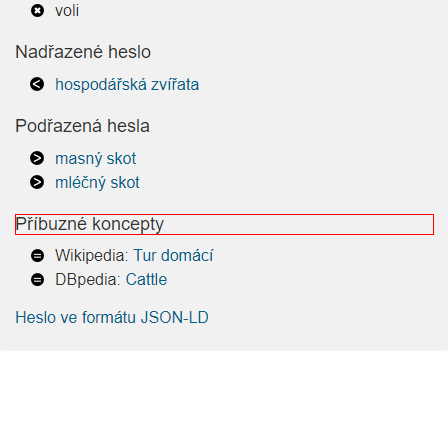 voli
Nadřazené heslo
hospodářská zvířata
Podřazená hesla
masný skot
mléčný skot
Příbuzné koncepty
Wikipedia: Tur domácí
DBpedia: Cattle
Heslo ve formátu JSON-LD